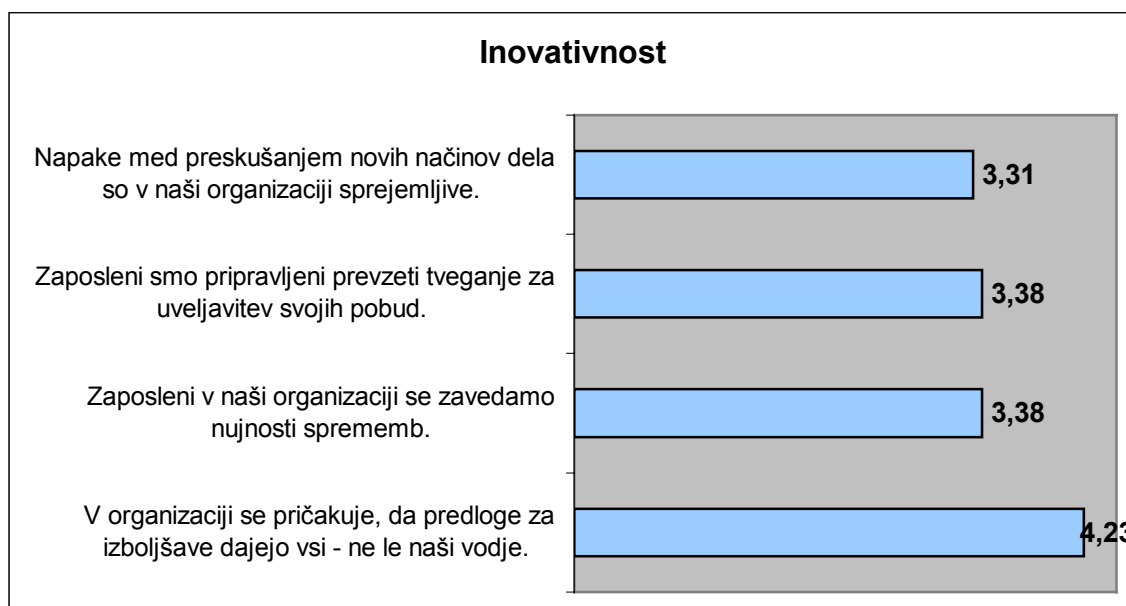 Inovativnost
Napake med preskušanjem novih načinov dela
so v naši organizaciji sprejemljive.
3,31
Zaposleni smo pripravljeni prevzeti tveganje za
uveljavitev svojih pobud.
3,38
Zaposleni v naši organizaciji se zavedamo
nujnosti sprememb.
3,38
V organizaciji se pričakuje, da predloge za
izboljšave dajejo vsi - ne le naši vodje.
4,23